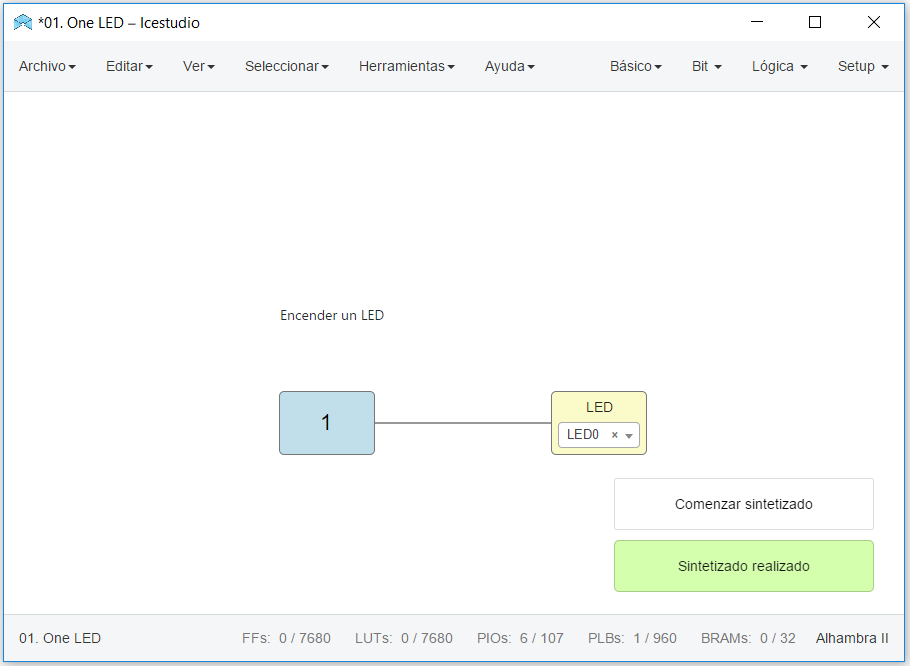 *01. One LED – Icestudio
Archivo Editar Ver Seleccionar Herramientas Ayuda Básico Bit Lógica Setup
Encender un LED
1
LED
LED0 ×
Comenzar sintetizado
Sintetizado realizado
01. One LED FFs: 0 / 7680 LUTs: 0 / 7680 PIOs: 6 / 107 PLBs: 1 / 960 BRAMs: 0 / 32 Alhambra II